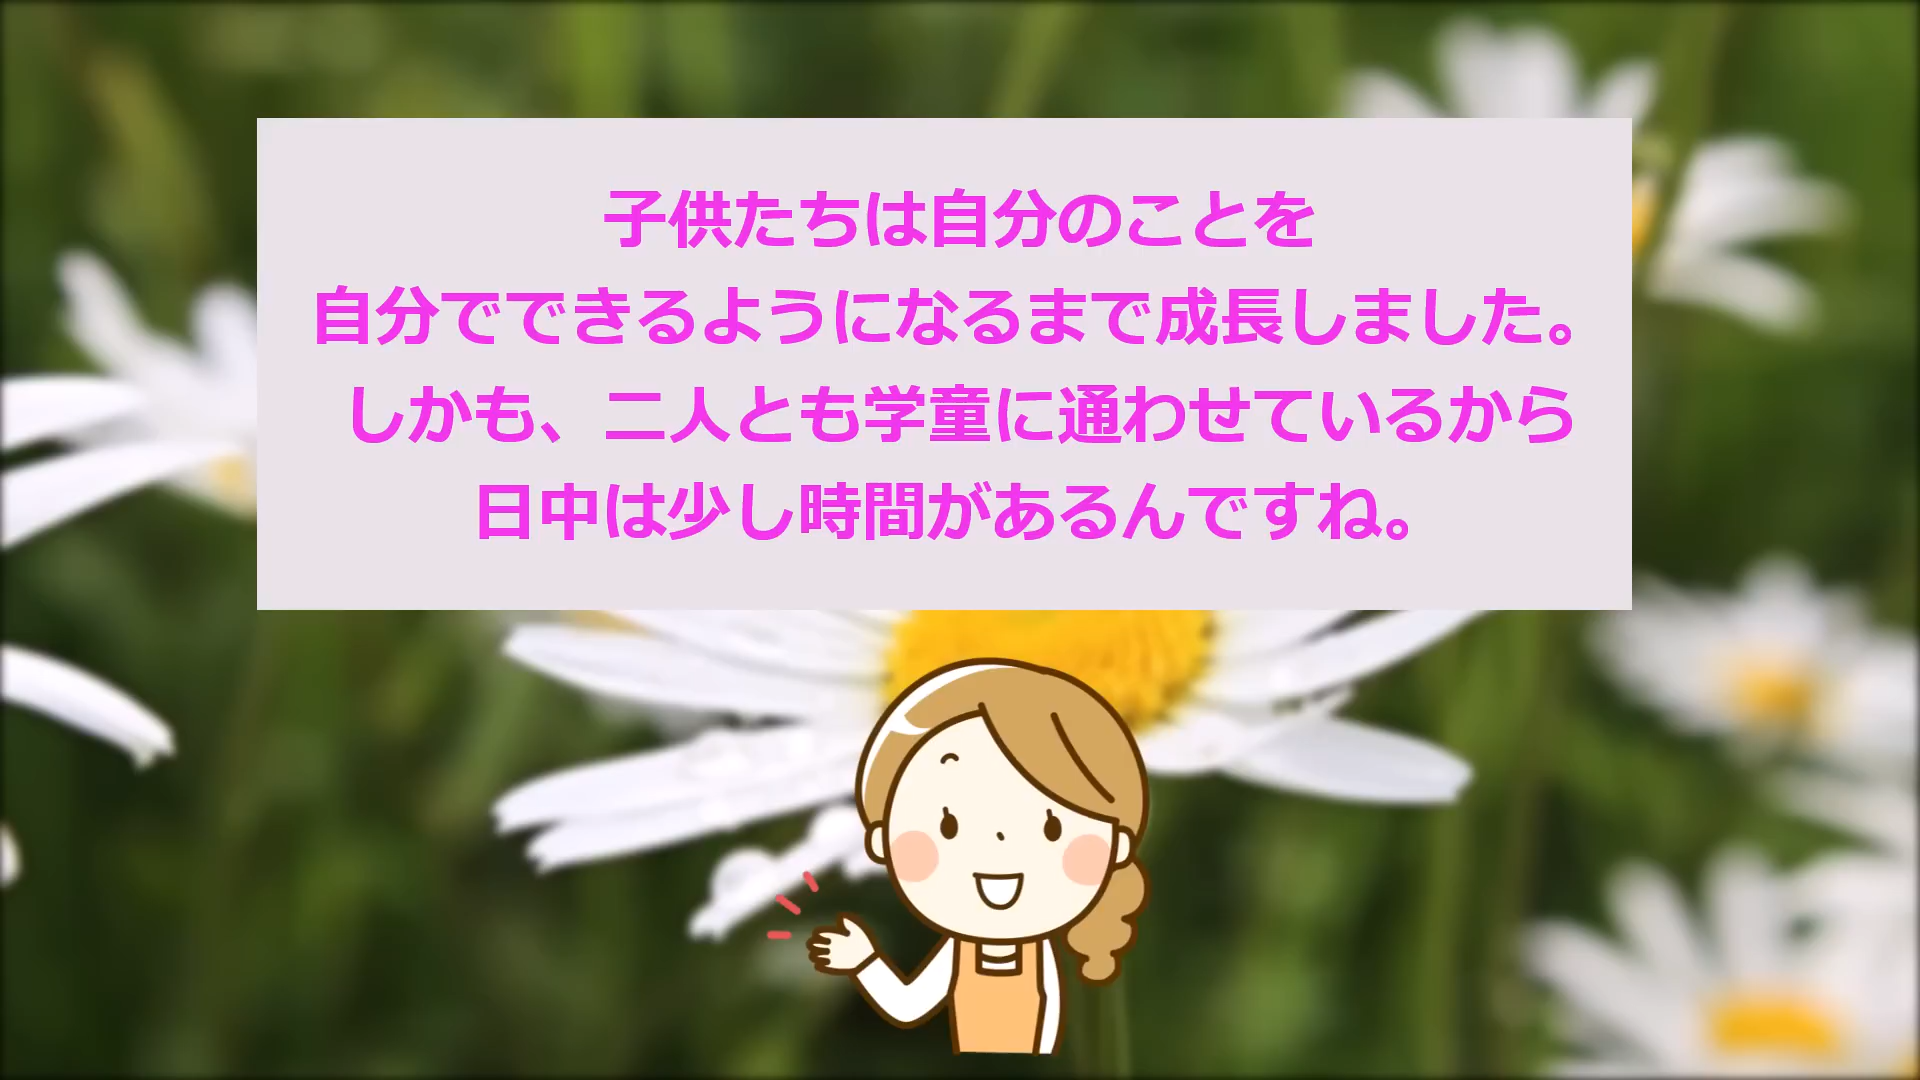 子供たちは自分のことを
自分でできるようになるまで成長しました。
しかも、二人とも学童に通わせているから
日中は少し時間があるんですね。